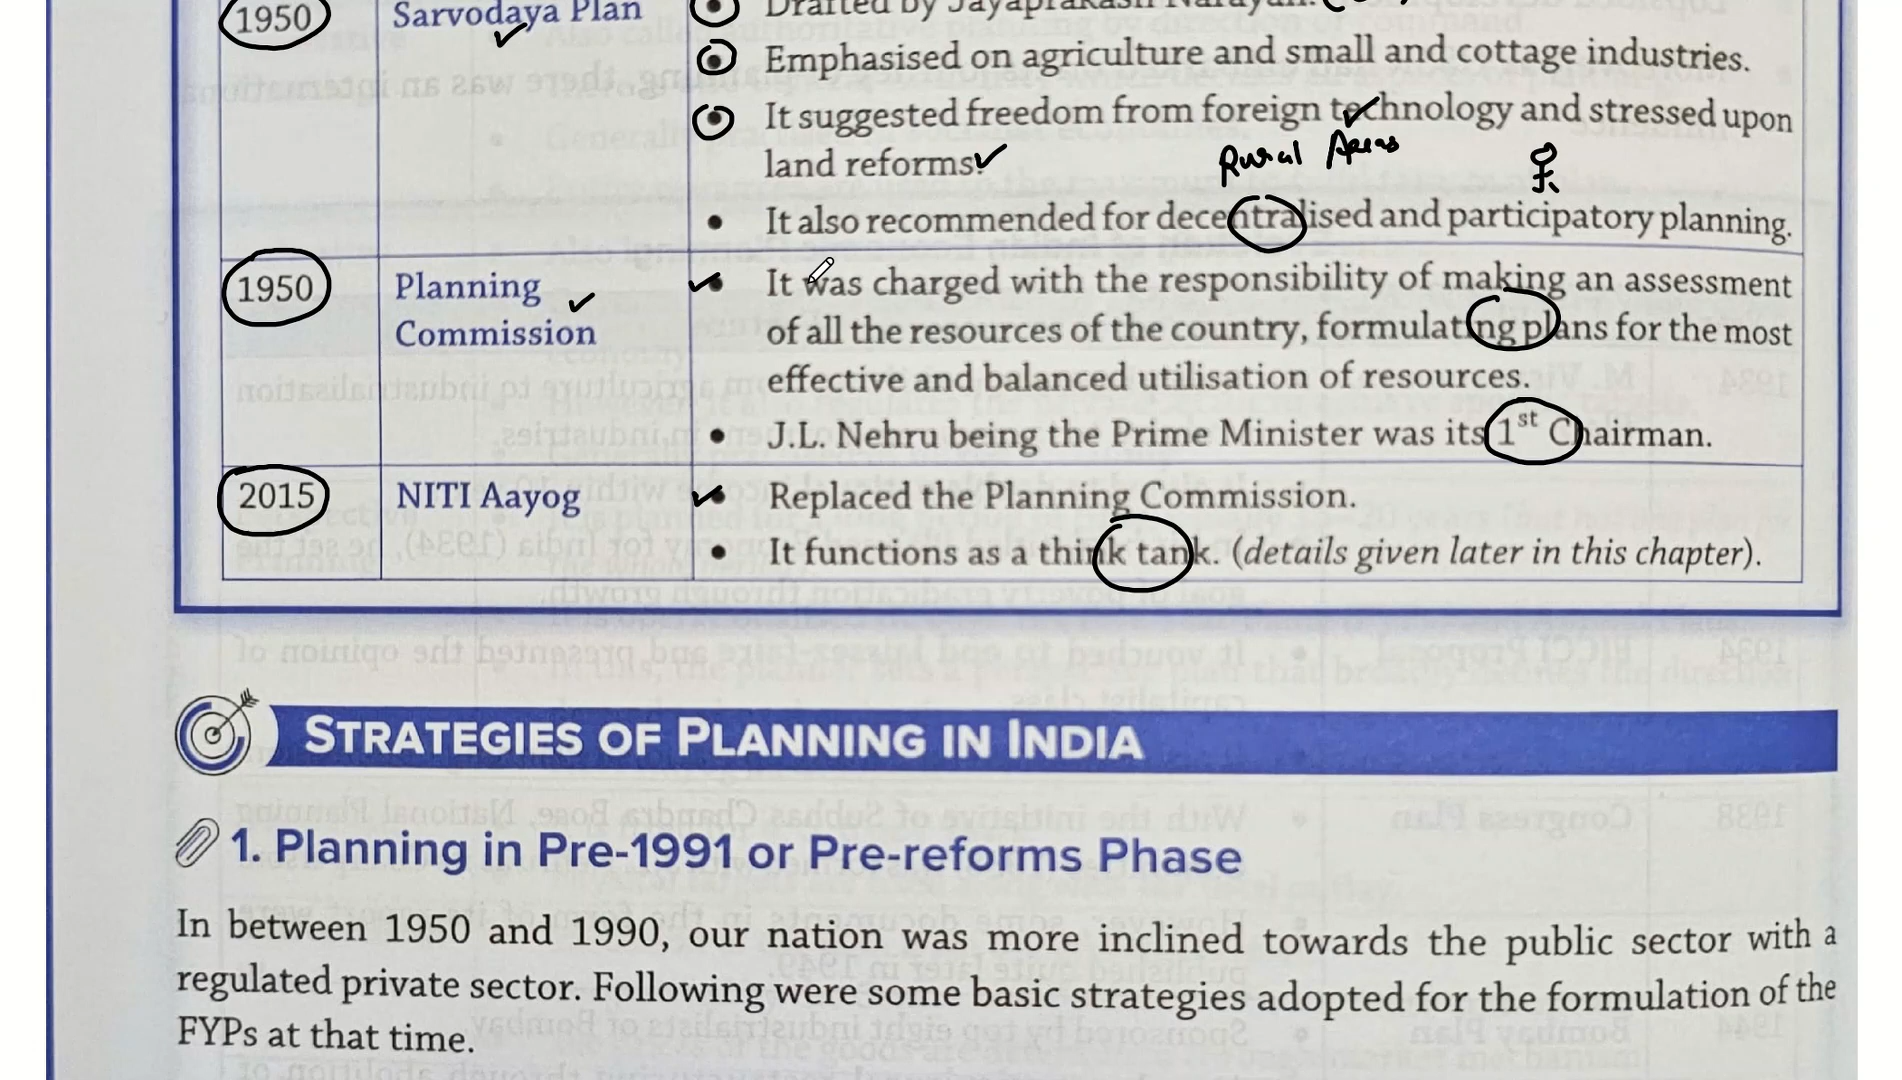 1950 Sarvodaya Plan Drafted by Jayaprakash Narayan.
Emphasised on agriculture and small and cottage industries.
It suggested freedom from foreign technology and stressed upon
land reforms.
Rural Areas
It also recommended for decentralised and participatory planning.
1950 Planning Commission It was charged with the responsibility of making an assessment
of all the resources of the country, formulating plans for the most
effective and balanced utilisation of resources.
J.L. Nehru being the Prime Minister was its 1st Chairman.
2015 NITI Aayog Replaced the Planning Commission.
It functions as a think tank. (details given later in this chapter).
STRATEGIES OF PLANNING IN INDIA
1. Planning in Pre-1991 or Pre-reforms Phase
In between 1950 and 1990, our nation was more inclined towards the public sector with a
regulated private sector. Following were some basic strategies adopted for the formulation of the
FYPs at that time.